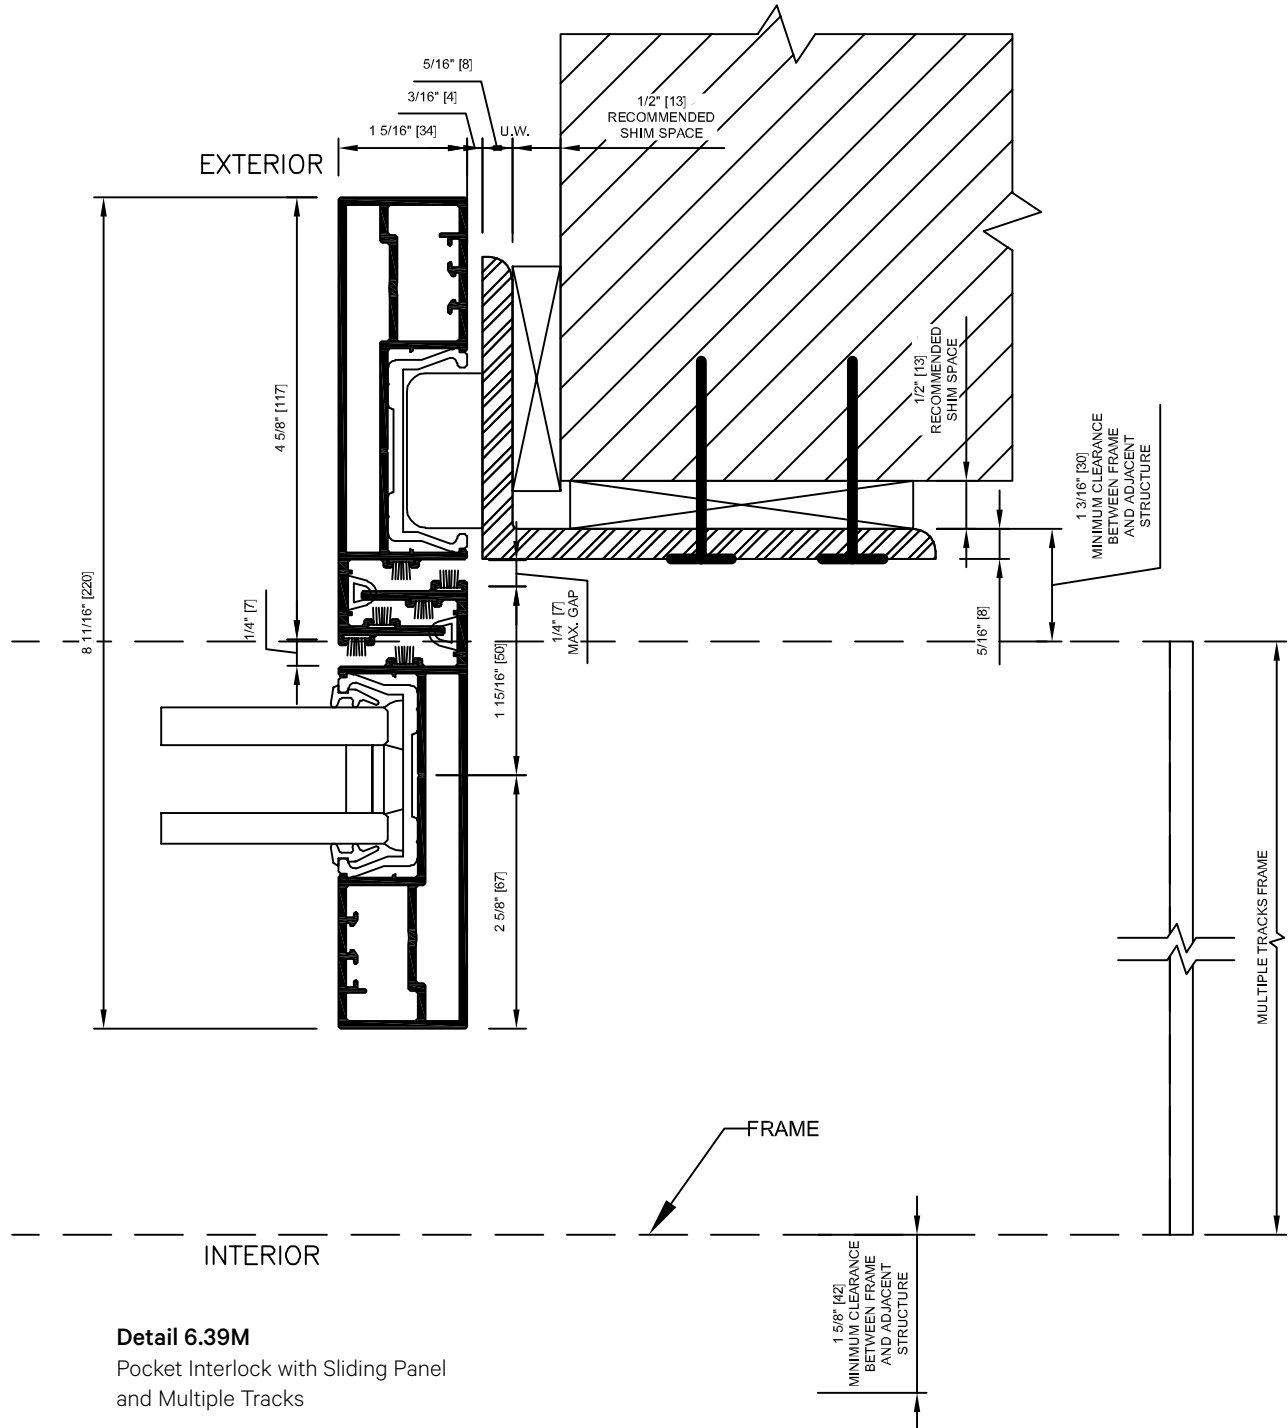 5/16" [8]
3/16" [4]
1 5/16" [34]
U.W.
1/2" [13]
RECOMMENDED
SHIM SPACE
EXTERIOR
1/2" [13]
RECOMMENDED
SHIM SPACE
4 5/8" [117]
1 3/16" [30]
MINIMUM CLEARANCE
BETWEEN FRAME
AND ADJACENT
STRUCTURE
8 11/16" [220]
1/4" [7]
1/4" [7]
MAX. GAP
5/16" [8]
1 15/16" [50]
2 5/8" [67]
MULTIPLE TRACKS FRAME
FRAME
INTERIOR
1 5/8" [42]
MINIMUM CLEARANCE
BETWEEN FRAME
AND ADJACENT
STRUCTURE
Detail 6.39M
Pocket Interlock with Sliding Panel
and Multiple Tracks